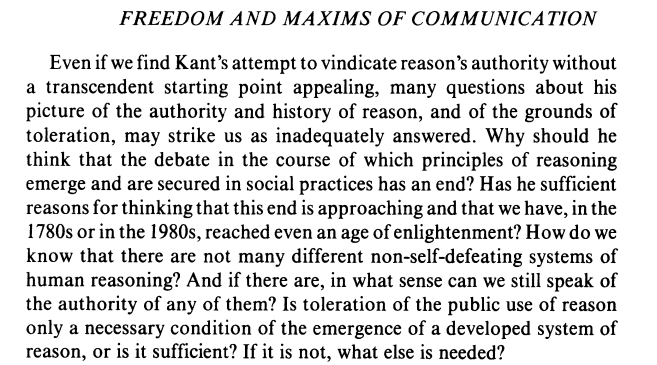 FREEDOM AND MAXIMS OF COMMUNICATION
Even if we find Kant's attempt to vindicate reason's authority without
a transcendent starting point appealing, many questions about his
picture of the authority and history of reason, and of the grounds of
toleration, may strike us as inadequately answered. Why should he
think that the debate in the course of which principles of reasoning
emerge and are secured in social practices has an end? Has he sufficient
reasons for thinking that this end is approaching and that we have, in the
1780s or in the 1980s, reached even an age of enlightenment? How do we
know that there are not many different non-self-defeating systems of
human reasoning? And if there are, in what sense can we still speak of
the authority of any of them? Is toleration of the public use of reason
only a necessary condition of the emergence of a developed system of
reason, or is it sufficient? If it is not, what else is needed?